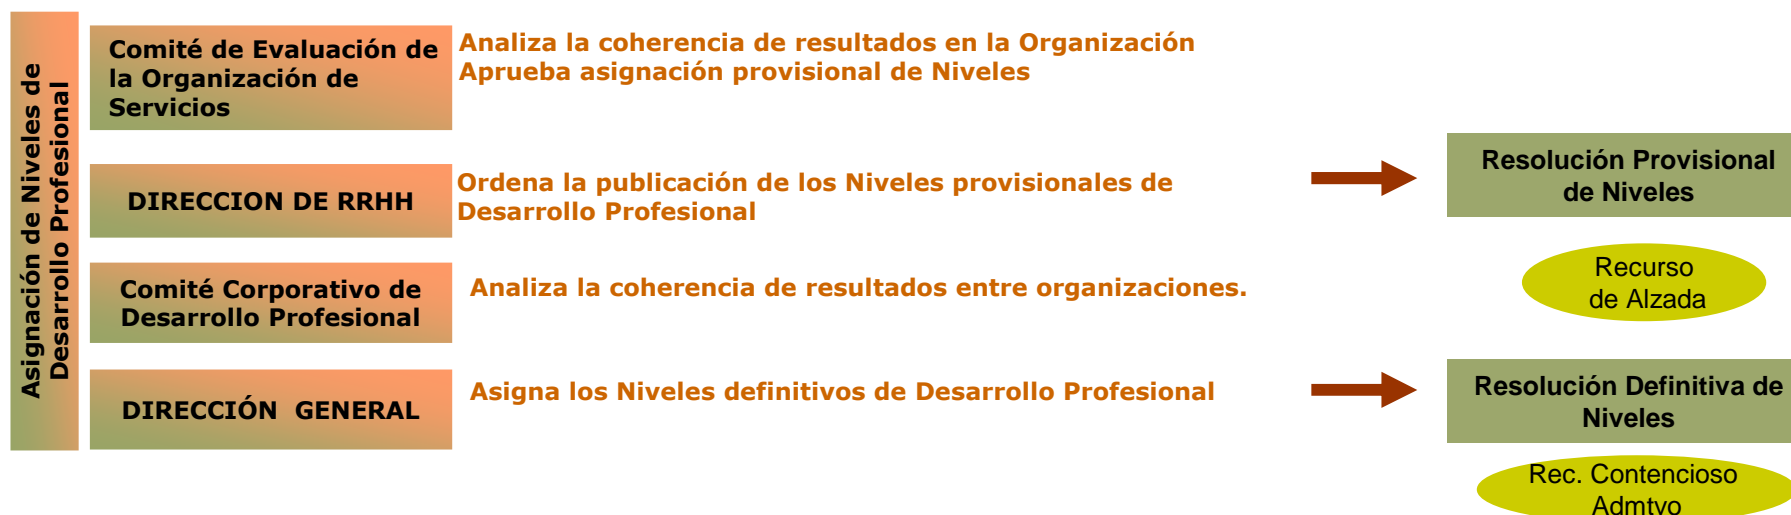 Asignación de Niveles de
Desarrollo Profesional
Comité de Evaluación de
la Organización de
Servicios
Analiza la coherencia de resultados en la Organización
Aprueba asignación provisional de Niveles
DIRECCION DE RRHH
Ordena la publicación de los Niveles provisionales de
Desarrollo Profesional
Resolución Provisional
de Niveles
Comité Corporativo de
Desarrollo Profesional
Analiza la coherencia de resultados entre organizaciones.
Recurso
de Alzada
DIRECCIÓN GENERAL
Asigna los Niveles definitivos de Desarrollo Profesional
Resolución Definitiva de
Niveles
Rec. Contencioso
Admtvo